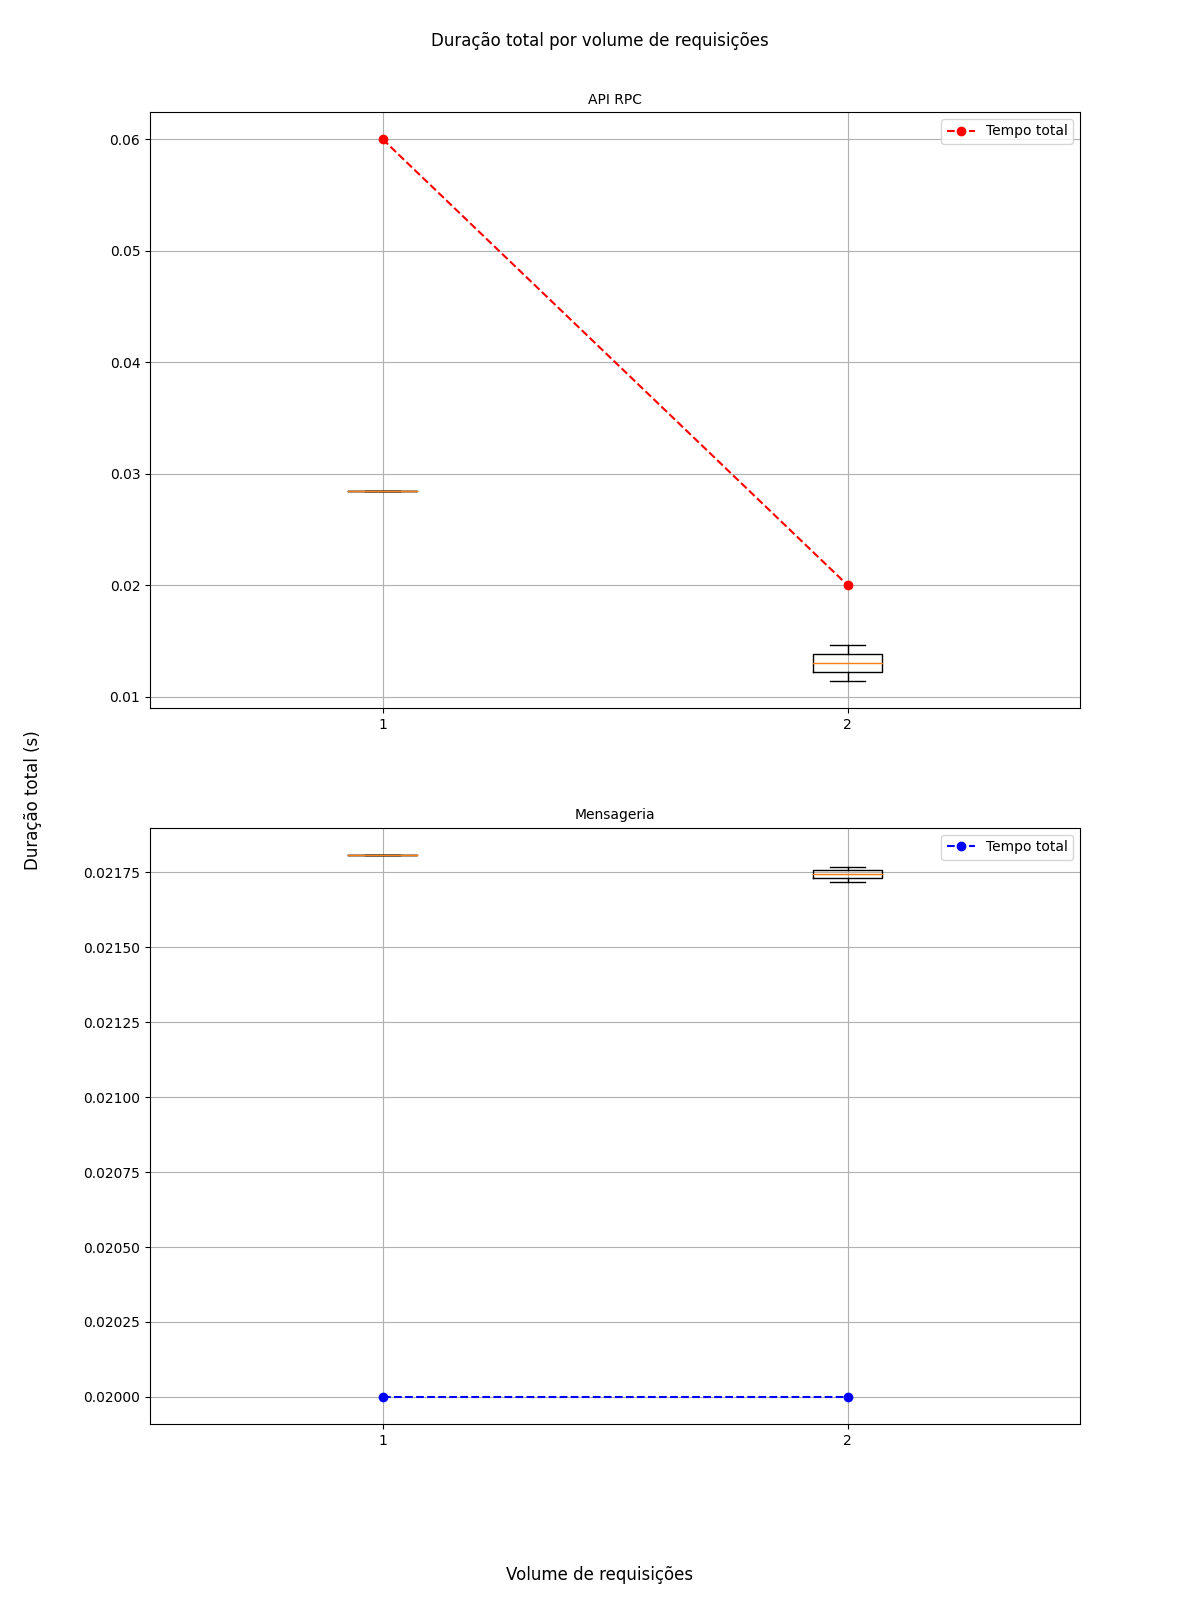 Duração total por volume de requisições
API RPC
Tempo total
0.06
0.05
0.04
0.03
0.02
0.01
1 2
Duração total (s)
Mensageria
Tempo total
0.02175
0.02150
0.02125
0.02100
0.02075
0.02050
0.02025
0.02000
1 2
Volume de requisições